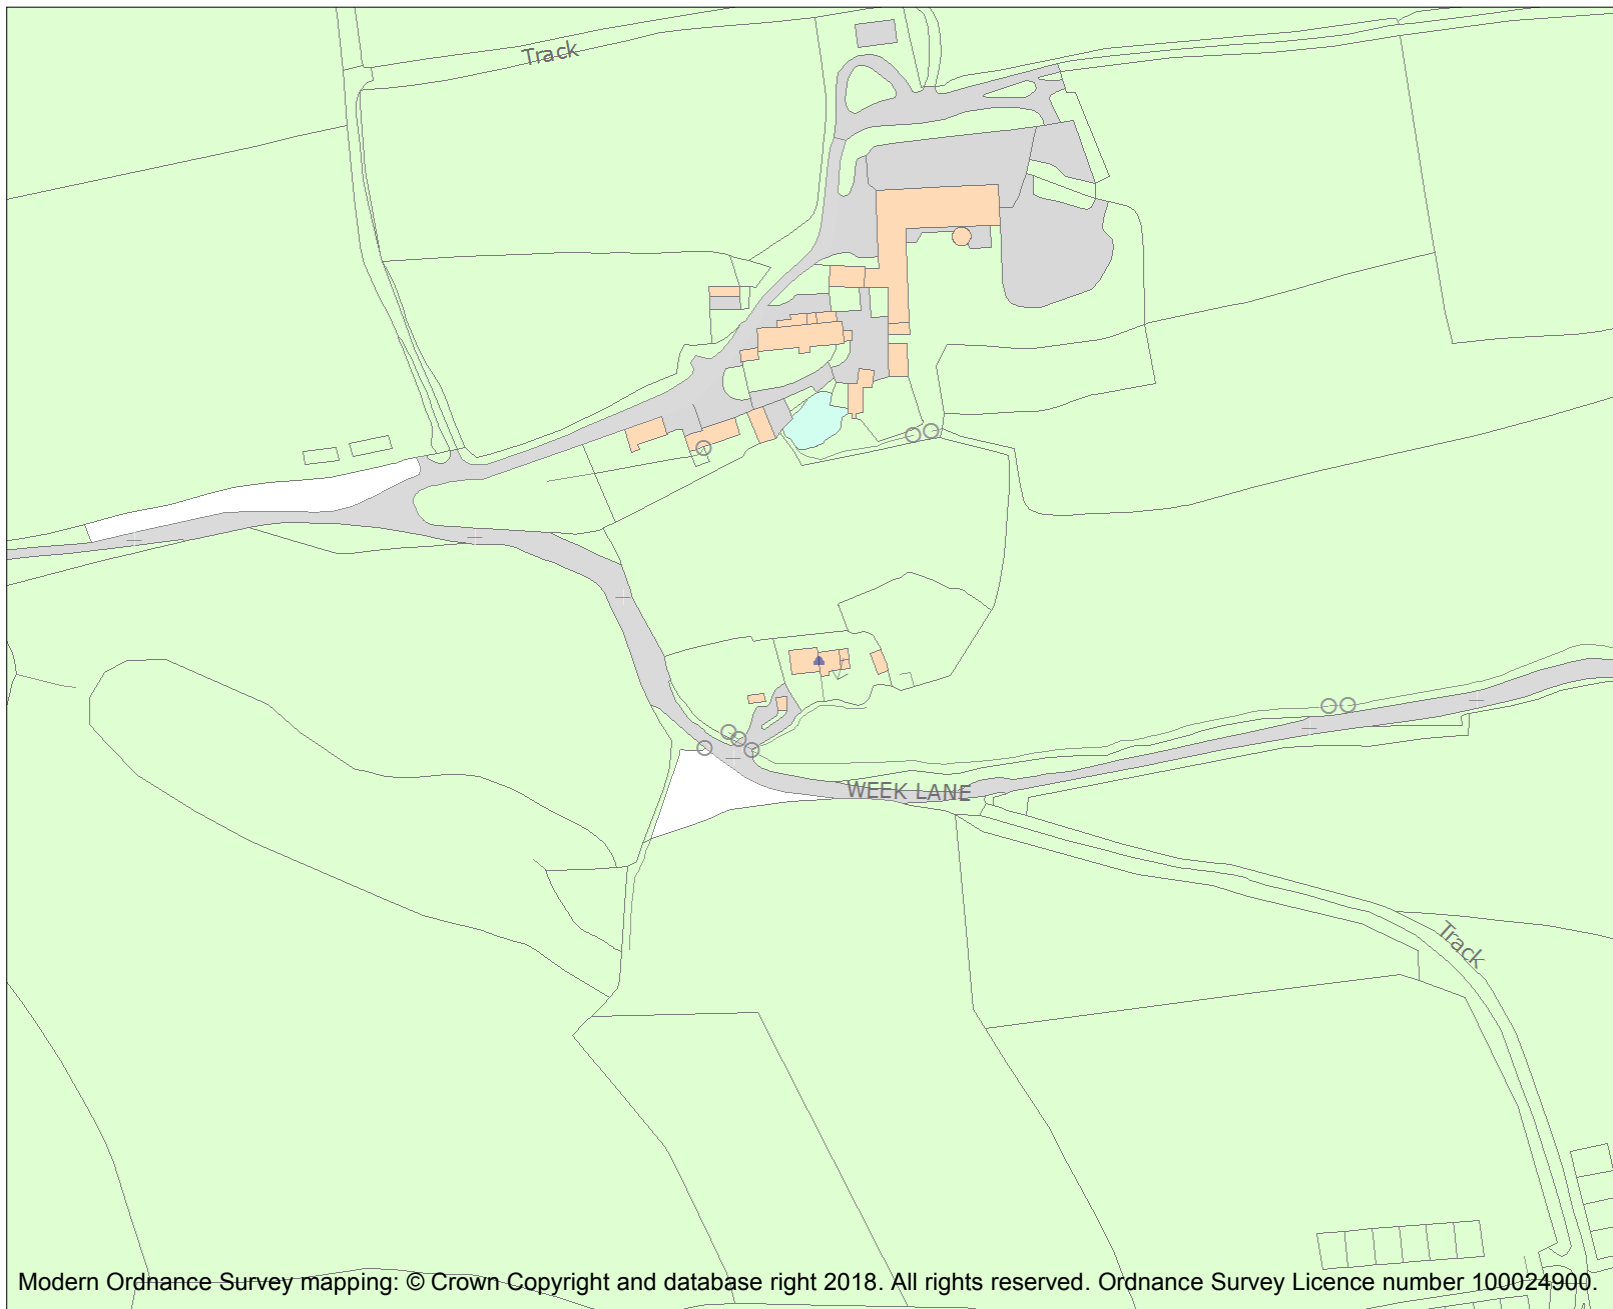 Track
WEEK LANE
Track
Modern Ordnance Survey mapping: © Crown Copyright and database right 2018. All rights reserved. Ordnance Survey Licence number 100024900.